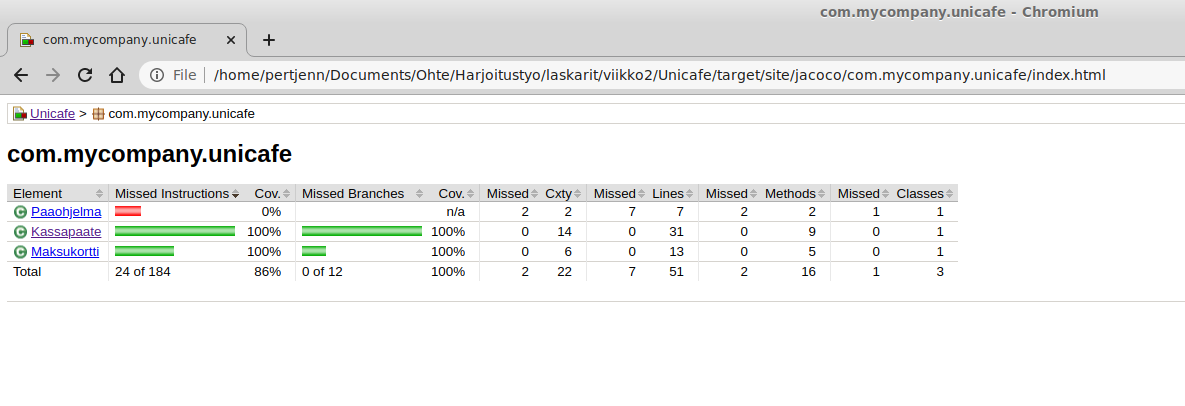 com.mycompany.unicafe - Chromium
com.mycompany.unicafe
File /home/pertjenn/Documents/Ohte/Harjoitustyo/laskarit/viikko2/Unicafe/target/site/jacoco/com.mycompany.unicafe/index.html
Unicafe > com.mycompany.unicafe
com.mycompany.unicafe
Element Missed Instructions Cov. Missed Branches Cov. Missed Cxty Missed Lines Missed Methods Missed Classes
Paaohjelma 0% n/a 2 2 7 7 2 2 1 1
Kassapaate 100% 100% 0 14 0 31 0 9 0 1
Maksukortti 100% 100% 0 6 0 13 0 5 0 1
Total 24 of 184 86% 0 of 12 100% 2 22 7 51 2 16 1 3